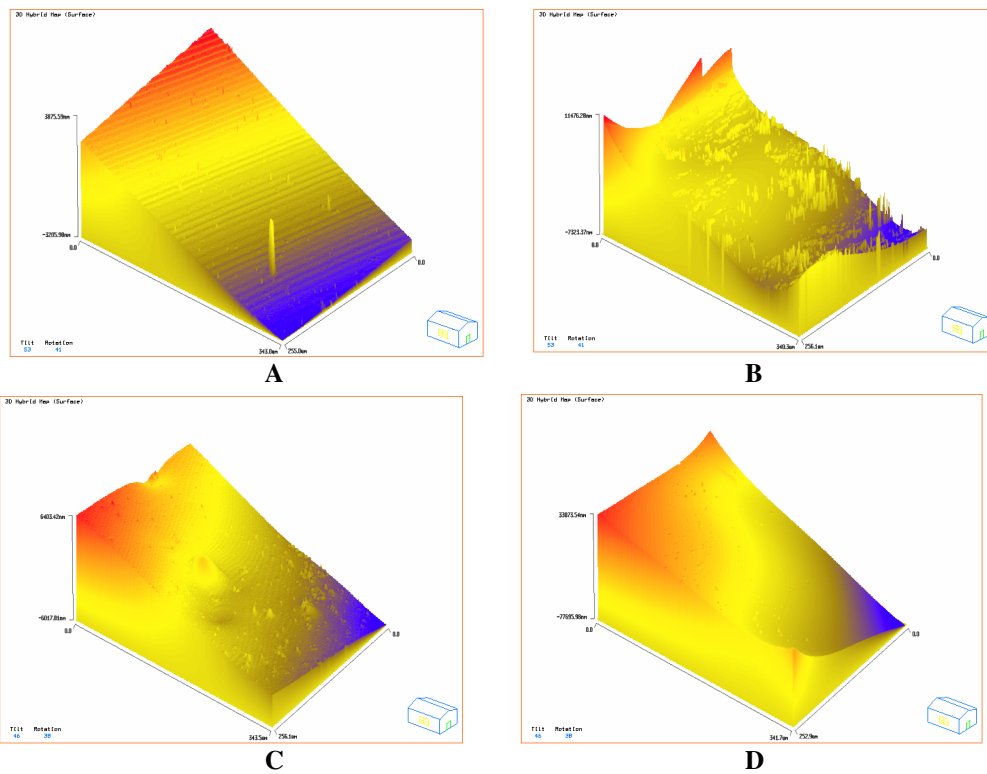 3D Hybrid Map (Surface)
3875.59nm
-3205.98nm
0.0
0.0
343.0um
255.0um
Tilt Rotation
53 41
A
3D Hybrid Map (Surface)
11476.28nm
-7323.37nm
0.0
0.0
340.3um
256.1um
Tilt Rotation
53 41
B
3D Hybrid Map (Surface)
6403.42nm
-6017.81nm
0.0
0.0
343.5um
256.1um
Tilt Rotation
46 38
C
3D Hybrid Map (Surface)
33873.54nm
-77695.98nm
0.0
0.0
341.7um
252.9um
Tilt Rotation
46 38
D